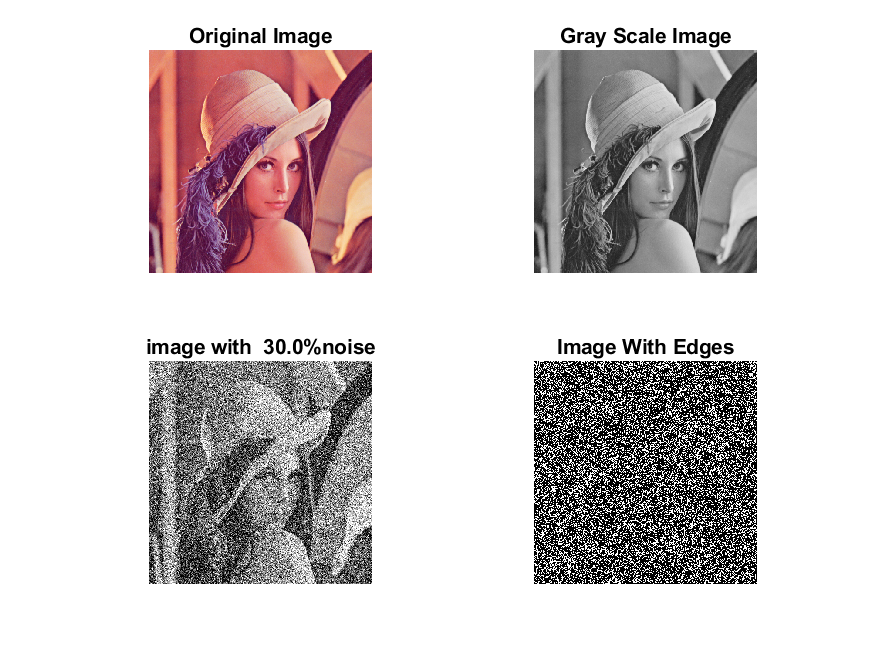 Original Image
Gray Scale Image
image with  30.0%noise
Image With Edges